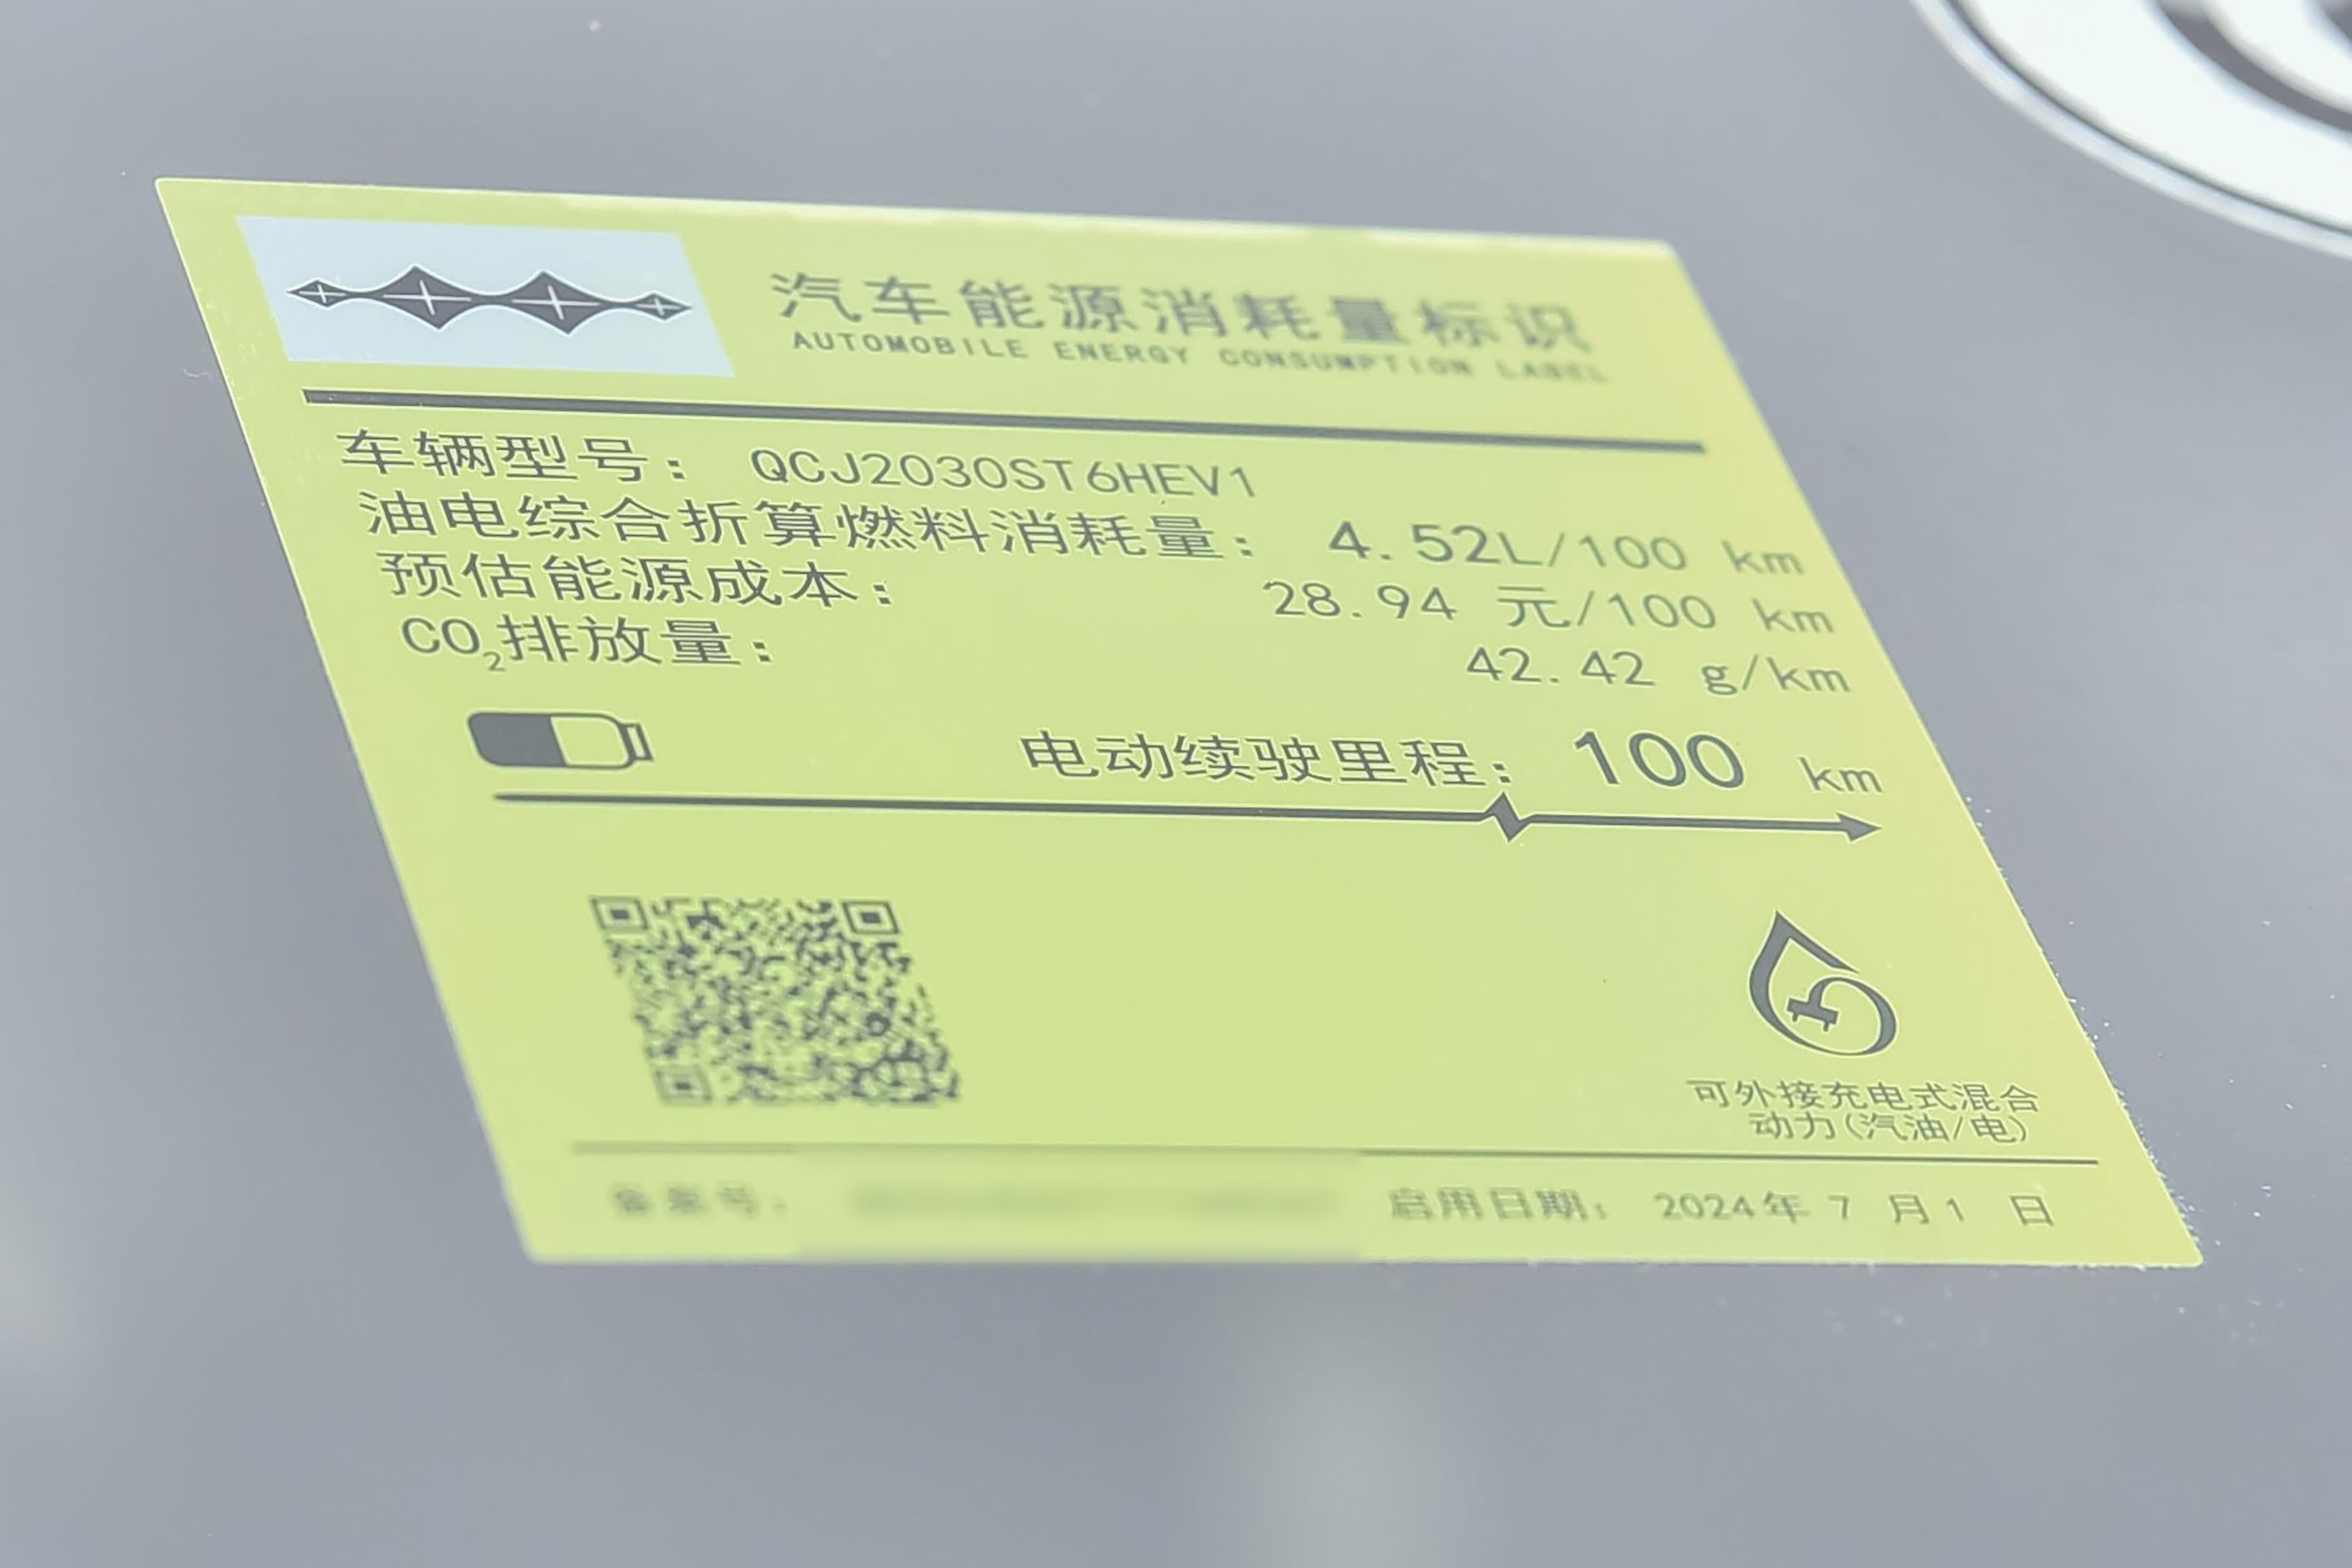 汽车能源消耗量标识
AUTOMOBILE ENERGY CONSUMPTION LABEL
车辆型号： QCJ2030ST6HEV1
油电综合折算燃料消耗量： 4.52L/100 km
预估能源成本： 28.94 元/100 km
CO₂排放量： 42.42 g/km
电动续驶里程： 100 km
可外接充电式混合
动力(汽油/电)
备案号： 启用日期： 2024年 7 月 1 日